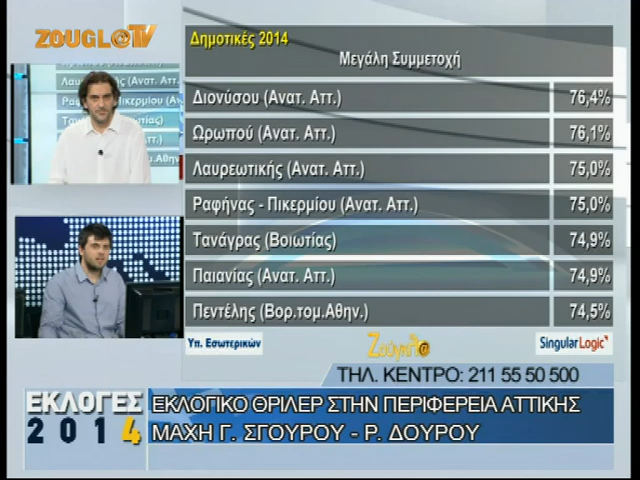 ZOUGL@TV
Δημοτικές 2014
Μεγάλη Συμμετοχή
Διονύσου (Ανατ. Αττ.) 76,4%
Ωρωπού (Ανατ. Αττ.) 76,1%
Λαυρεωτικής (Ανατ. Αττ.) 75,0%
Ραφήνας - Πικερμίου (Ανατ. Αττ.) 75,0%
Τανάγρας (Βοιωτίας) 74,9%
Παιανίας (Ανατ. Αττ.) 74,9%
Πεντέλης (Βορ.τομ.Αθην.) 74,5%
Υπ. Εσωτερικών
Ζούγκλ@
SingularLogic
ΤΗΛ. ΚΕΝΤΡΟ: 211 55 50 500
ΕΚΛΟΓΕΣ
2014
ΕΚΛΟΓΙΚΟ ΘΡΙΛΕΡ ΣΤΗΝ ΠΕΡΙΦΕΡΕΙΑ ΑΤΤΙΚΗΣ
ΜΑΧΗ Γ. ΣΓΟΥΡΟΥ - Ρ. ΔΟΥΡΟΥ